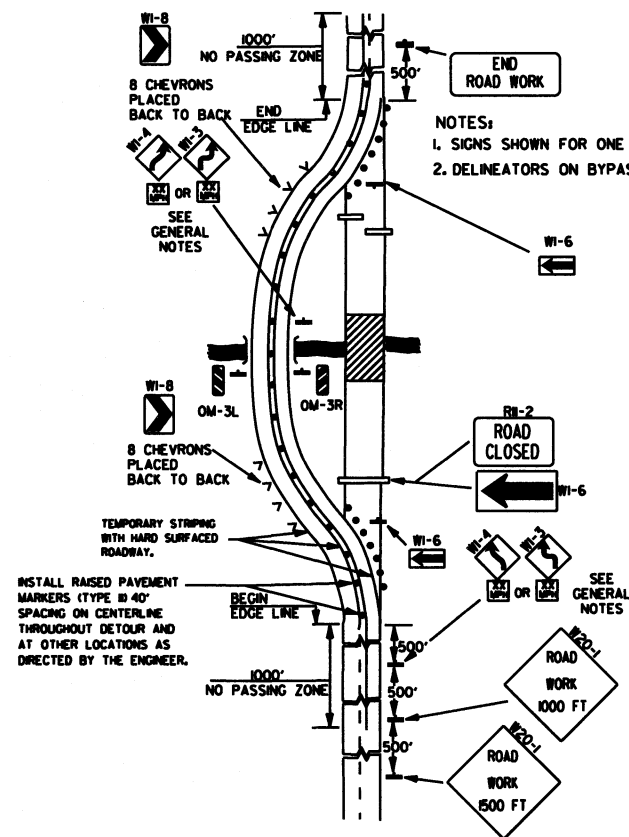 W1-8
1000'
NO PASSING ZONE
500'
END
ROAD WORK
8 CHEVRONS
PLACED
BACK TO BACK
END
EDGE LINE
NOTES:
1. SIGNS SHOWN FOR ONE
2. DELINEATORS ON BYPAS
W1-4
W1-3
XX
MPH
OR
XX
MPH
SEE
GENERAL
NOTES
W1-6
W1-8
OM-3L
OM-3R
R11-2
ROAD
CLOSED
W1-6
8 CHEVRONS
PLACED
BACK TO BACK
TEMPORARY STRIPING
WITH HARD SURFACED
ROADWAY.
W1-6
W1-4
W1-3
XX
MPH
OR
XX
MPH
SEE
GENERAL
NOTES
INSTALL RAISED PAVEMENT
MARKERS (TYPE II) 40'
SPACING ON CENTERLINE
THROUGHOUT DETOUR AND
AT OTHER LOCATIONS AS
DIRECTED BY THE ENGINEER.
BEGIN
EDGE LINE
500'
1000'
NO PASSING ZONE
500'
500'
W20-1
ROAD
WORK
1000 FT
W20-1
ROAD
WORK
1500 FT